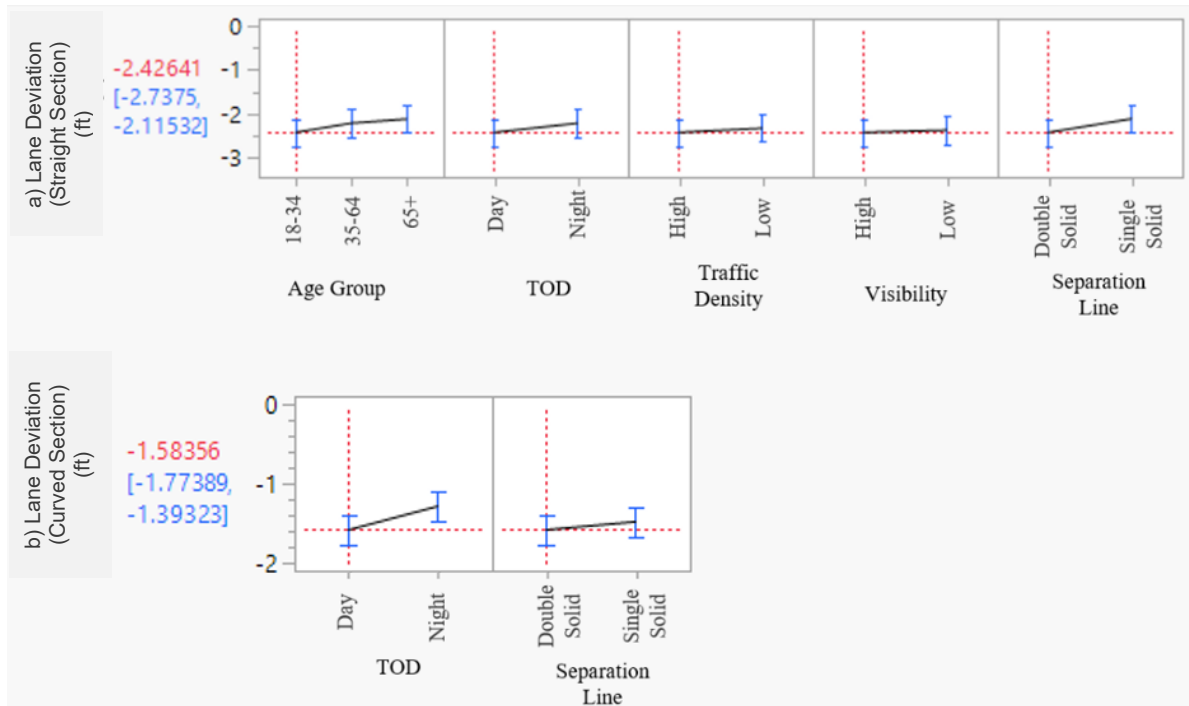 a) Lane Deviation
(Straight Section)
(ft)
-2.42641
[-2.7375,
-2.11532]
0
-1
-2
-3
18-34
35-64
65+
Age Group
Day
Night
TOD
High
Low
Traffic
Density
High
Low
Visibility
Double
Solid
Single
Solid
Separation
Line
b) Lane Deviation
(Curved Section)
(ft)
-1.58356
[-1.77389,
-1.39323]
0
-1
-2
Day
Night
TOD
Double
Solid
Single
Solid
Separation
Line